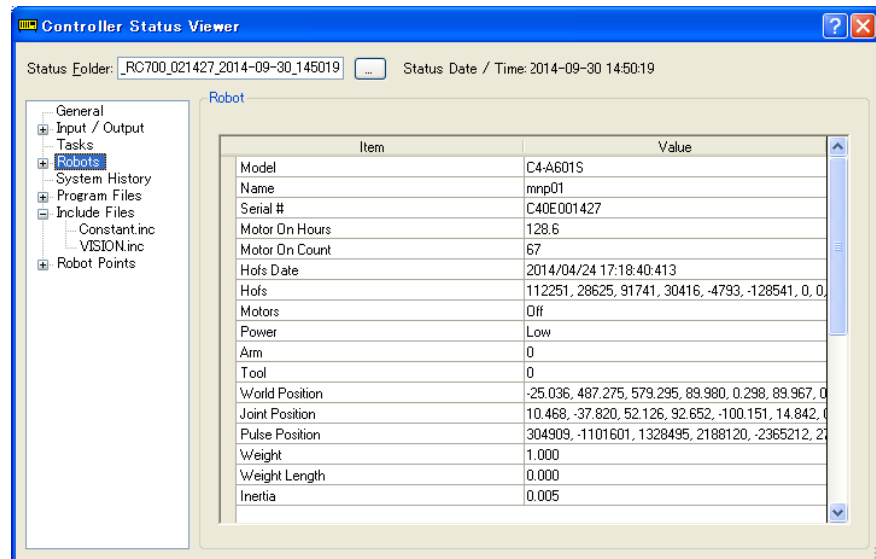 Controller Status Viewer
Status Folder: _RC700_021427_2014-09-30_145019 ... Status Date / Time: 2014-09-30 14:50:19
General
Input / Output
Tasks
Robots
System History
Program Files
Include Files
Constant.inc
VISION.inc
Robot Points
Robot
Item Value
Model C4-A601S
Name mnp01
Serial # C40E001427
Motor On Hours 128.6
Motor On Count 67
Hofs Date 2014/04/24 17:18:40:413
Hofs 112251, 28625, 91741, 30416, -4793, -128541, 0, 0,
Motors Off
Power Low
Arm 0
Tool 0
World Position -25.036, 487.275, 579.295, 89.980, 0.298, 89.967, 0
Joint Position 10.468, -37.820, 52.126, 92.652, -100.151, 14.842,
Pulse Position 304909, -1101601, 1328495, 2188120, -2365212,
Weight 1.000
Weight Length 0.000
Inertia 0.005